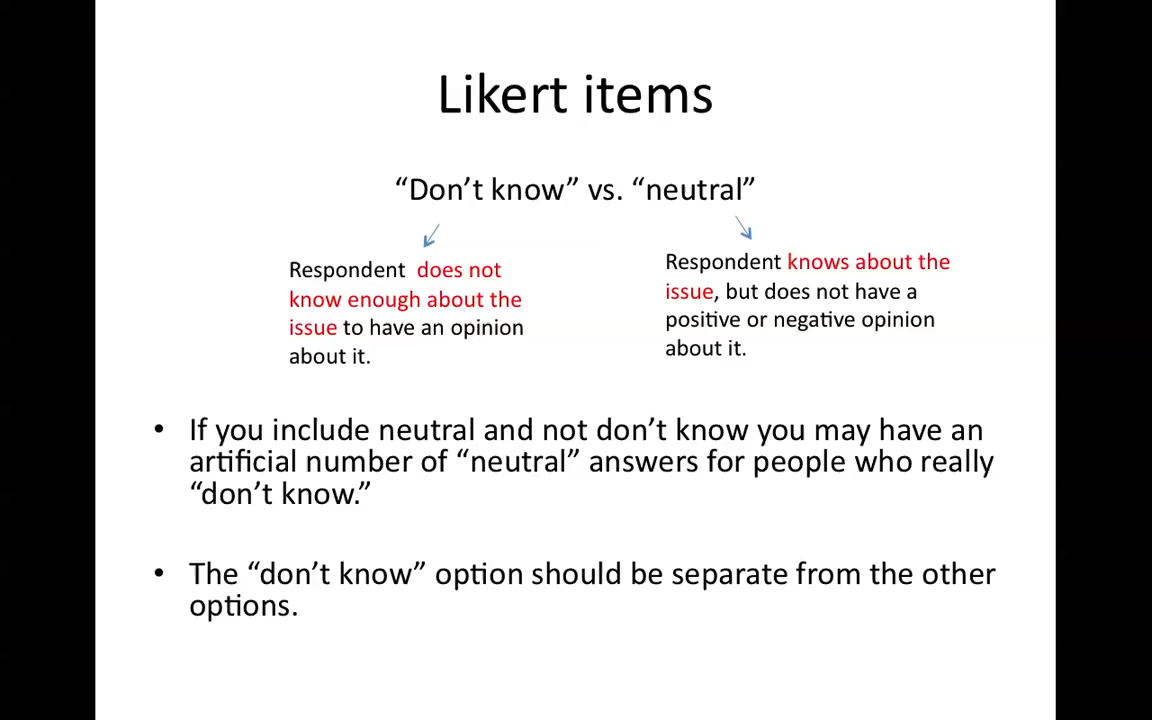 Likert items
“Don’t know” vs. “neutral”
Respondent does not
know enough about the
issue to have an opinion
about it.
Respondent knows about the
issue, but does not have a
positive or negative opinion
about it.
• If you include neutral and not don’t know you may have an
artificial number of “neutral” answers for people who really
“don’t know.”
• The “don’t know” option should be separate from the other
options.